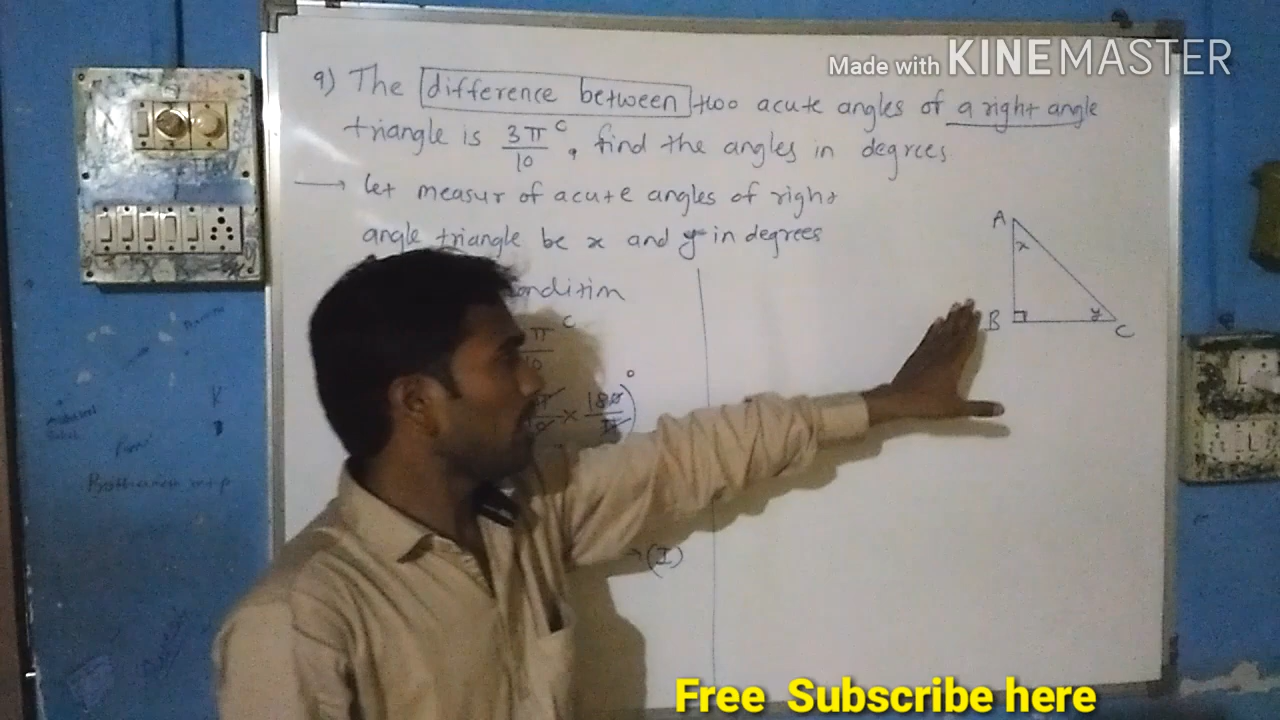 Made with KINEMASTER
9) The difference between two acute angles of a right angle
triangle is 3π/10 ᶜ, find the angles in degrees
→ let measur of acute angles of right
angle triangle be x and y in degrees
condition
π/10 ᶜ
× 180/π)°
→ (I)
A
x
B
y
C
Free Subscribe here